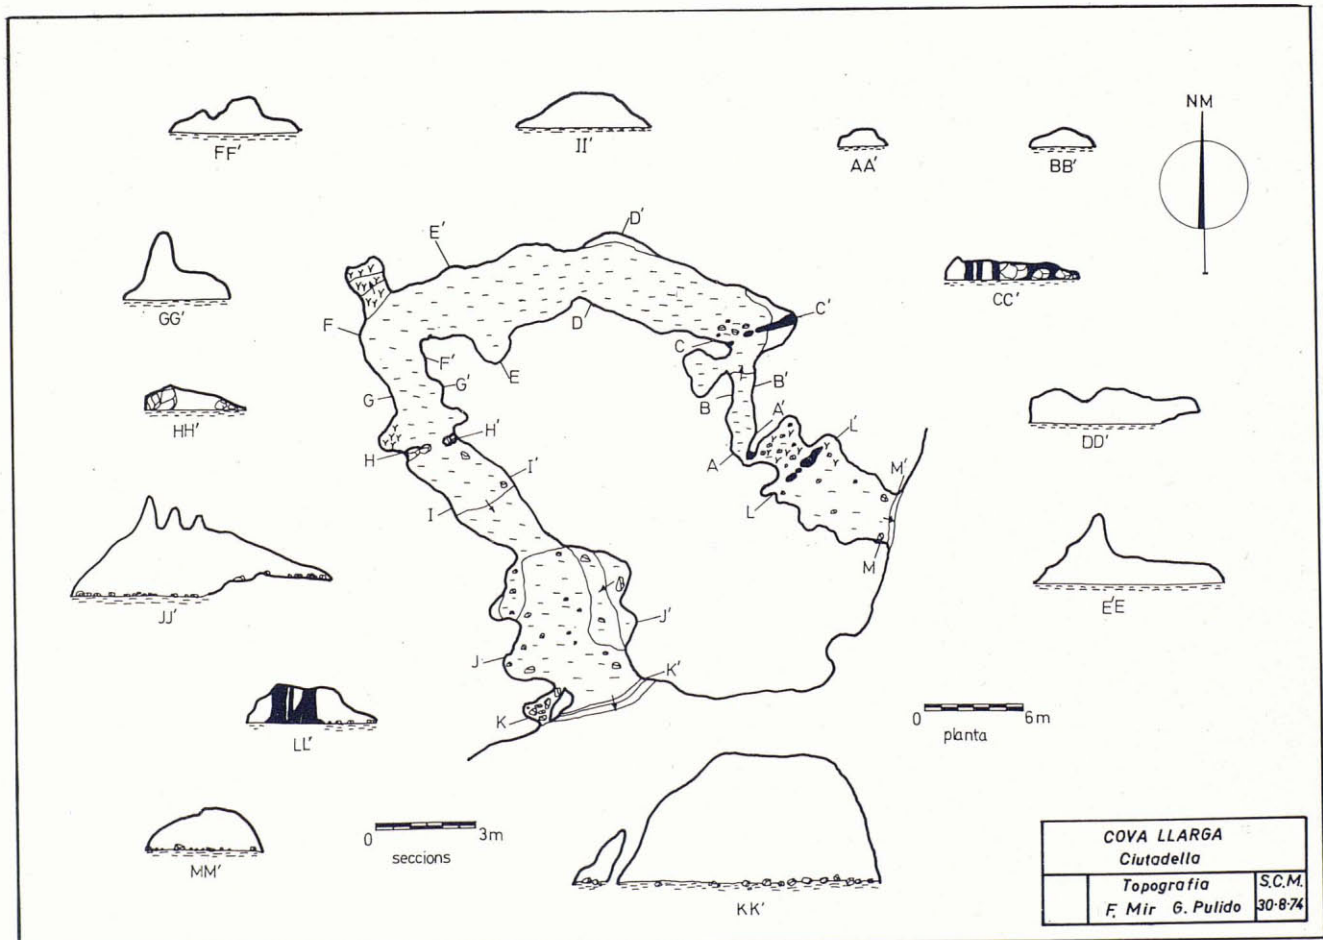 FF'
II'
AA'
BB'
NM
GG'
E'
D'
CC'
C'
F
D'
C
F'
E
B'
G'
G
B
HH'
H'
A'
L'
DD'
H
A
I'
M'
I
L
M
JJ'
J'
E'E
J
K'
K
0 6m
planta
LL'
0 3m
seccions
MM'
KK'
COVA LLARGA
Ciutadella
Topografia
F. Mir G. Pulido
S.C.M.
30-8-74